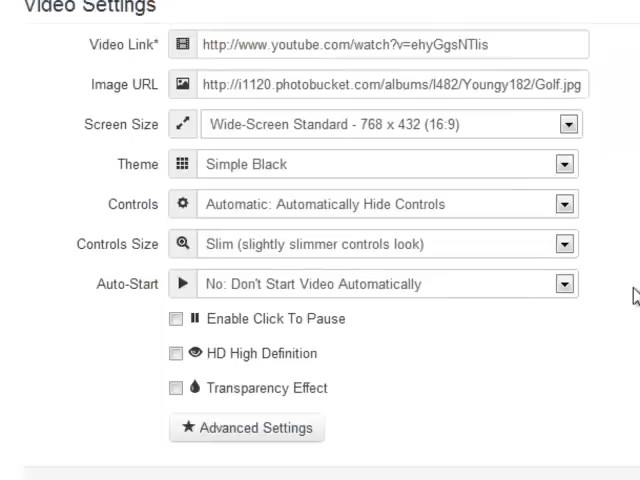 Video Settings
Video Link* http://www.youtube.com/watch?v=ehyGgsNTlis
Image URL http://i1120.photobucket.com/albums/l482/Youngy182/Golf.jpg
Screen Size Wide-Screen Standard - 768 x 432 (16:9)
Theme Simple Black
Controls Automatic: Automatically Hide Controls
Controls Size Slim (slightly slimmer controls look)
Auto-Start No: Don't Start Video Automatically
Enable Click To Pause
HD High Definition
Transparency Effect
Advanced Settings